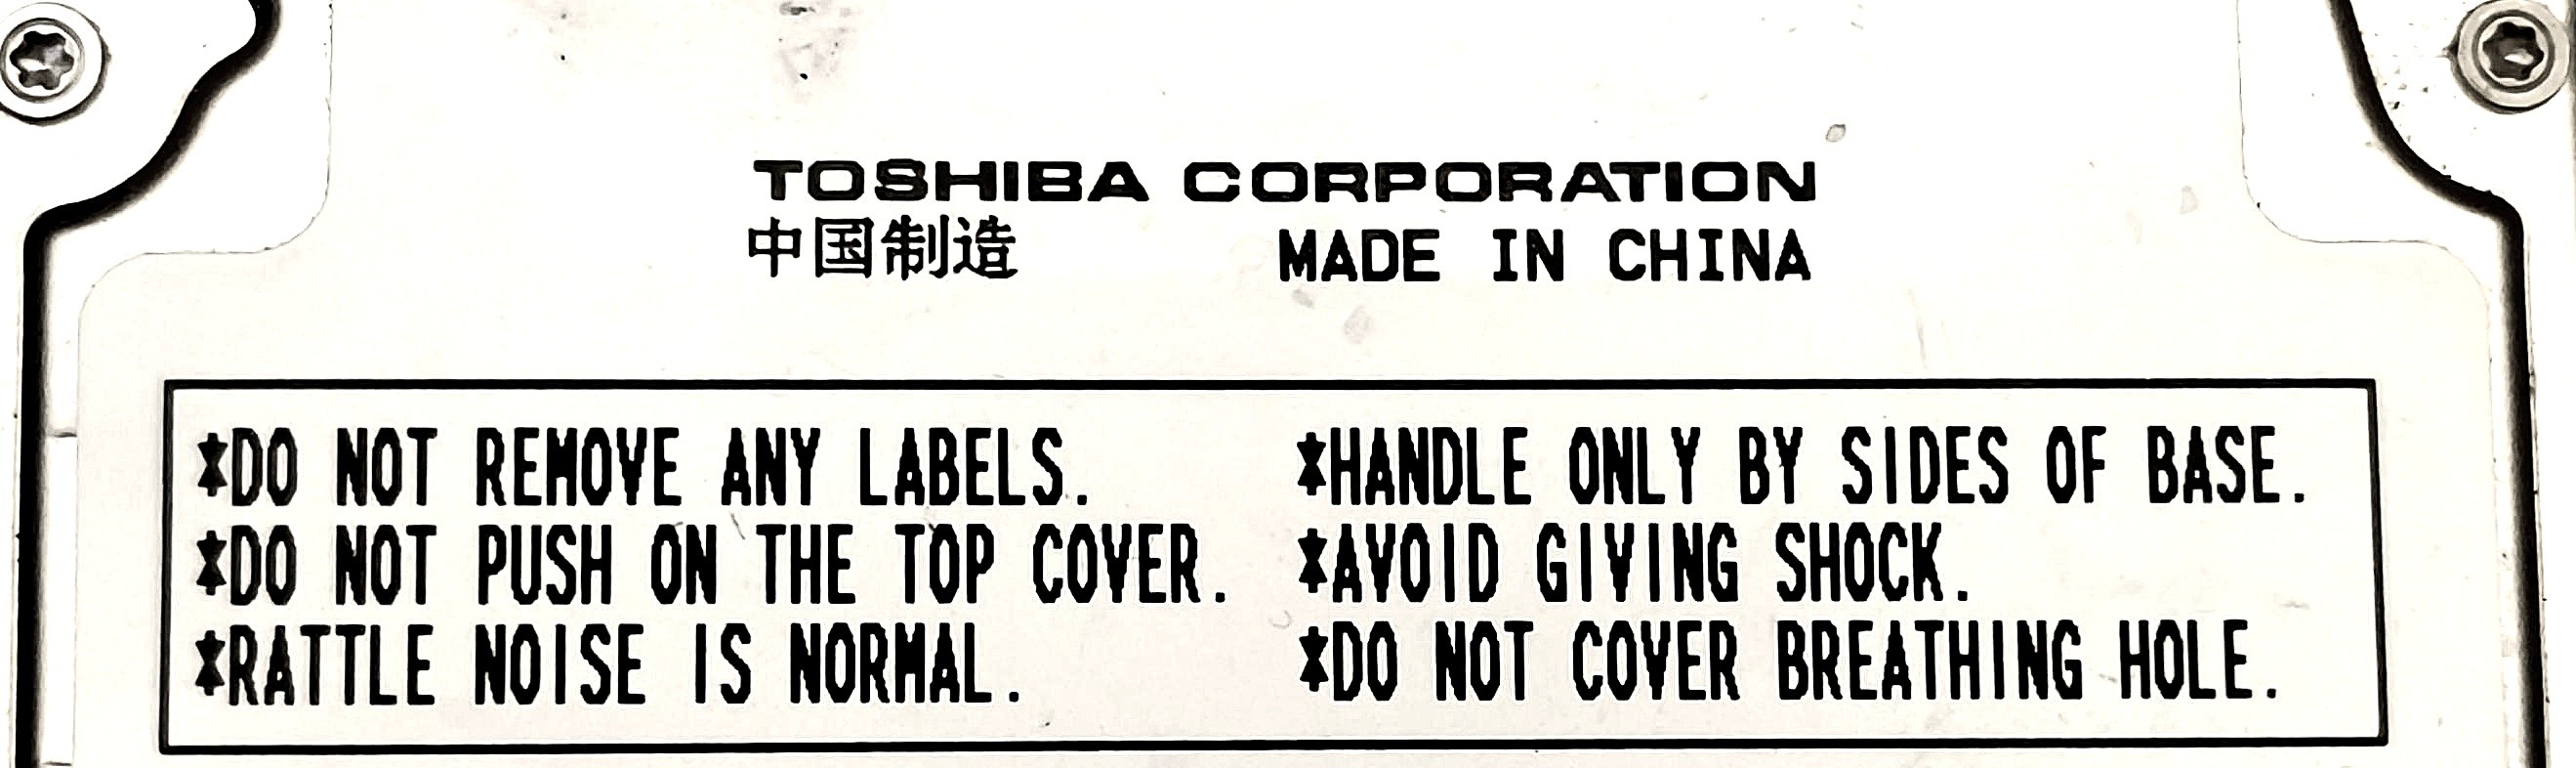 TOSHIBA CORPORATION
中国制造 MADE IN CHINA
*DO NOT REMOVE ANY LABELS. *HANDLE ONLY BY SIDES OF BASE.
*DO NOT PUSH ON THE TOP COVER. *AVOID GIVING SHOCK.
*RATTLE NOISE IS NORMAL. *DO NOT COVER BREATHING HOLE.